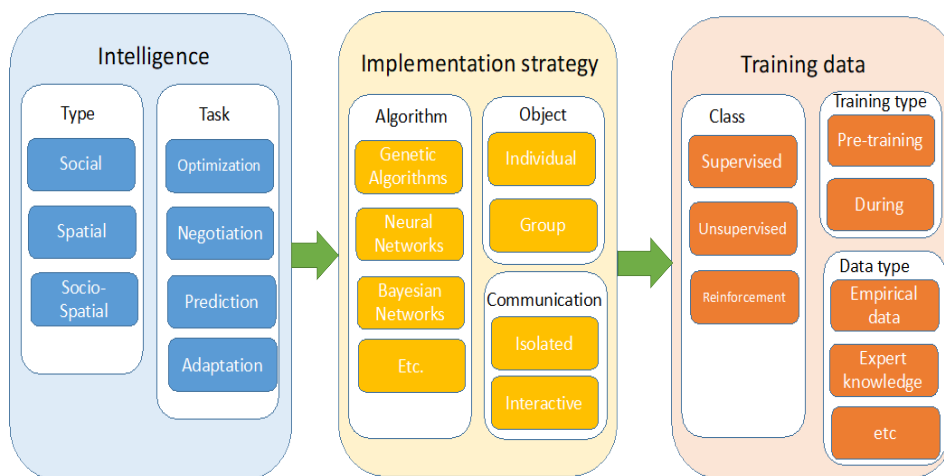 Intelligence
Type
Social
Spatial
Socio-
Spatial
Task
Optimization
Negotiation
Prediction
Adaptation
Implementation strategy
Algorithm
Genetic
Algorithms
Neural
Networks
Bayesian
Networks
Etc.
Object
Individual
Group
Communication
Isolated
Interactive
Training data
Class
Supervised
Unsupervised
Reinforcement
Training type
Pre-training
During
Data type
Empirical
data
Expert
knowledge
etc